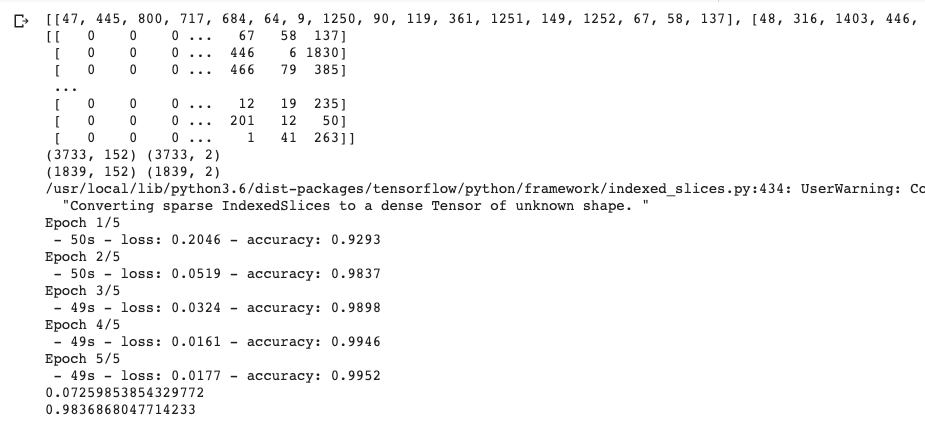 [[47, 445, 800, 717, 684, 64, 9, 1250, 90, 119, 361, 1251, 149, 1252, 67, 58, 137], [48, 316, 1403, 446,
[[ 0 0 0 ... 67 58 137]
[ 0 0 0 ... 446 6 1830]
[ 0 0 0 ... 466 79 385]
...
[ 0 0 0 ... 12 19 235]
[ 0 0 0 ... 201 12 50]
[ 0 0 0 ... 1 41 263]]
(3733, 152) (3733, 2)
(1839, 152) (1839, 2)
/usr/local/lib/python3.6/dist-packages/tensorflow/python/framework/indexed_slices.py:434: UserWarning: Co
"Converting sparse IndexedSlices to a dense Tensor of unknown shape. "
Epoch 1/5
- 50s - loss: 0.2046 - accuracy: 0.9293
Epoch 2/5
- 50s - loss: 0.0519 - accuracy: 0.9837
Epoch 3/5
- 49s - loss: 0.0324 - accuracy: 0.9898
Epoch 4/5
- 49s - loss: 0.0161 - accuracy: 0.9946
Epoch 5/5
- 49s - loss: 0.0177 - accuracy: 0.9952
0.07259853854329772
0.9836868047714233